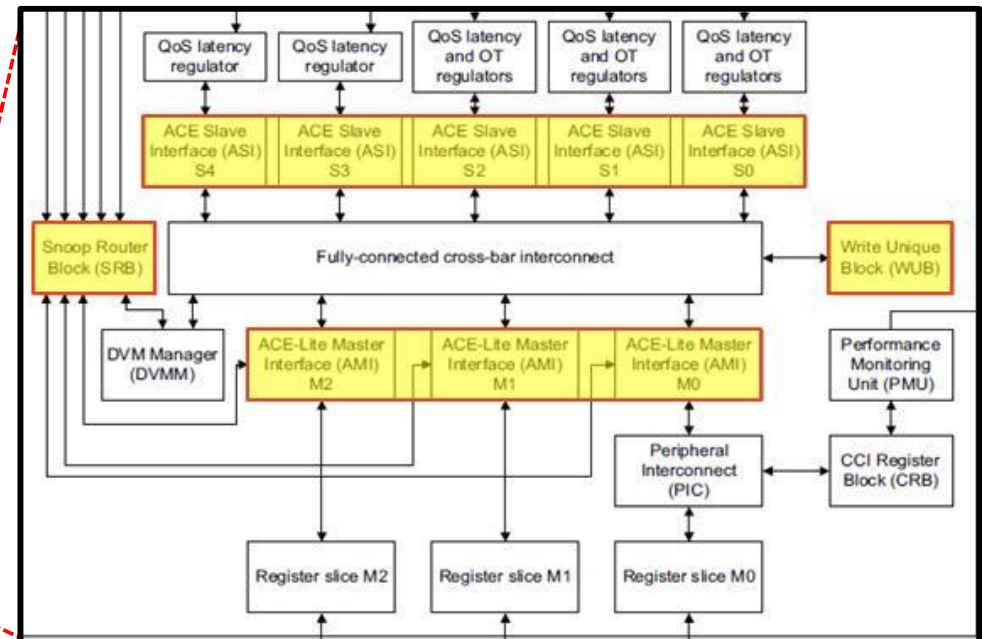 QoS latency
regulator
QoS latency
regulator
QoS latency
and OT
regulators
QoS latency
and OT
regulators
QoS latency
and OT
regulators
ACE Slave
Interface (ASI)
S4
ACE Slave
Interface (ASI)
S3
ACE Slave
Interface (ASI)
S2
ACE Slave
Interface (ASI)
S1
ACE Slave
Interface (ASI)
S0
Snoop Router
Block (SRB)
Fully-connected cross-bar interconnect
Write Unique
Block (WUB)
DVM Manager
(DVMM)
ACE-Lite Master
Interface (AMI)
M2
ACE-Lite Master
Interface (AMI)
M1
ACE-Lite Master
Interface (AMI)
M0
Performance
Monitoring
Unit (PMU)
Peripheral
Interconnect
(PIC)
CCI Register
Block (CRB)
Register slice M2
Register slice M1
Register slice M0